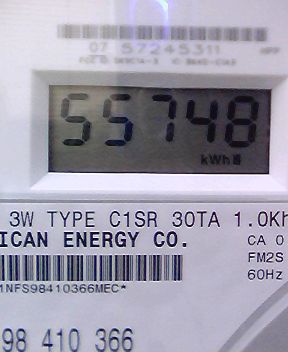 07 57245311
55748
kWh
3W TYPE C1SR 30TA 1.0Kh
ICAN ENERGY CO.
CA 0
FM2S
60Hz
1NFS98410366MEC*
98 410 366